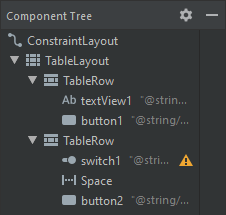 Component Tree
ConstraintLayout
TableLayout
TableRow
Ab textView1 "@strin...
button1 "@string/...
TableRow
switch1 "@stri...
Space
button2 "@string/...